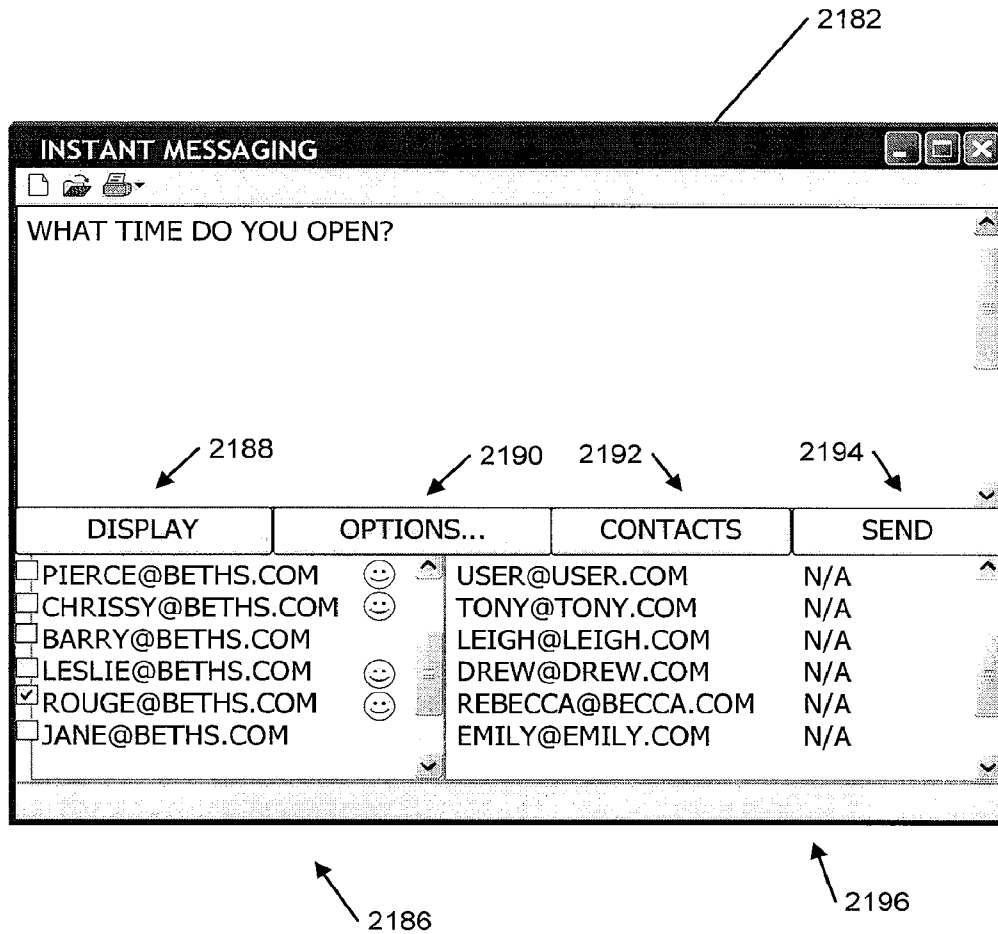 2182
INSTANT MESSAGING
WHAT TIME DO YOU OPEN?
2188
2190
2192
2194
DISPLAY
OPTIONS...
CONTACTS
SEND
PIERCE@BETHS.COM
CHRISSY@BETHS.COM
BARRY@BETHS.COM
LESLIE@BETHS.COM
ROUGE@BETHS.COM
JANE@BETHS.COM
USER@USER.COM N/A
TONY@TONY.COM N/A
LEIGH@LEIGH.COM N/A
DREW@DREW.COM N/A
REBECCA@BECCA.COM N/A
EMILY@EMILY.COM N/A
2186
2196